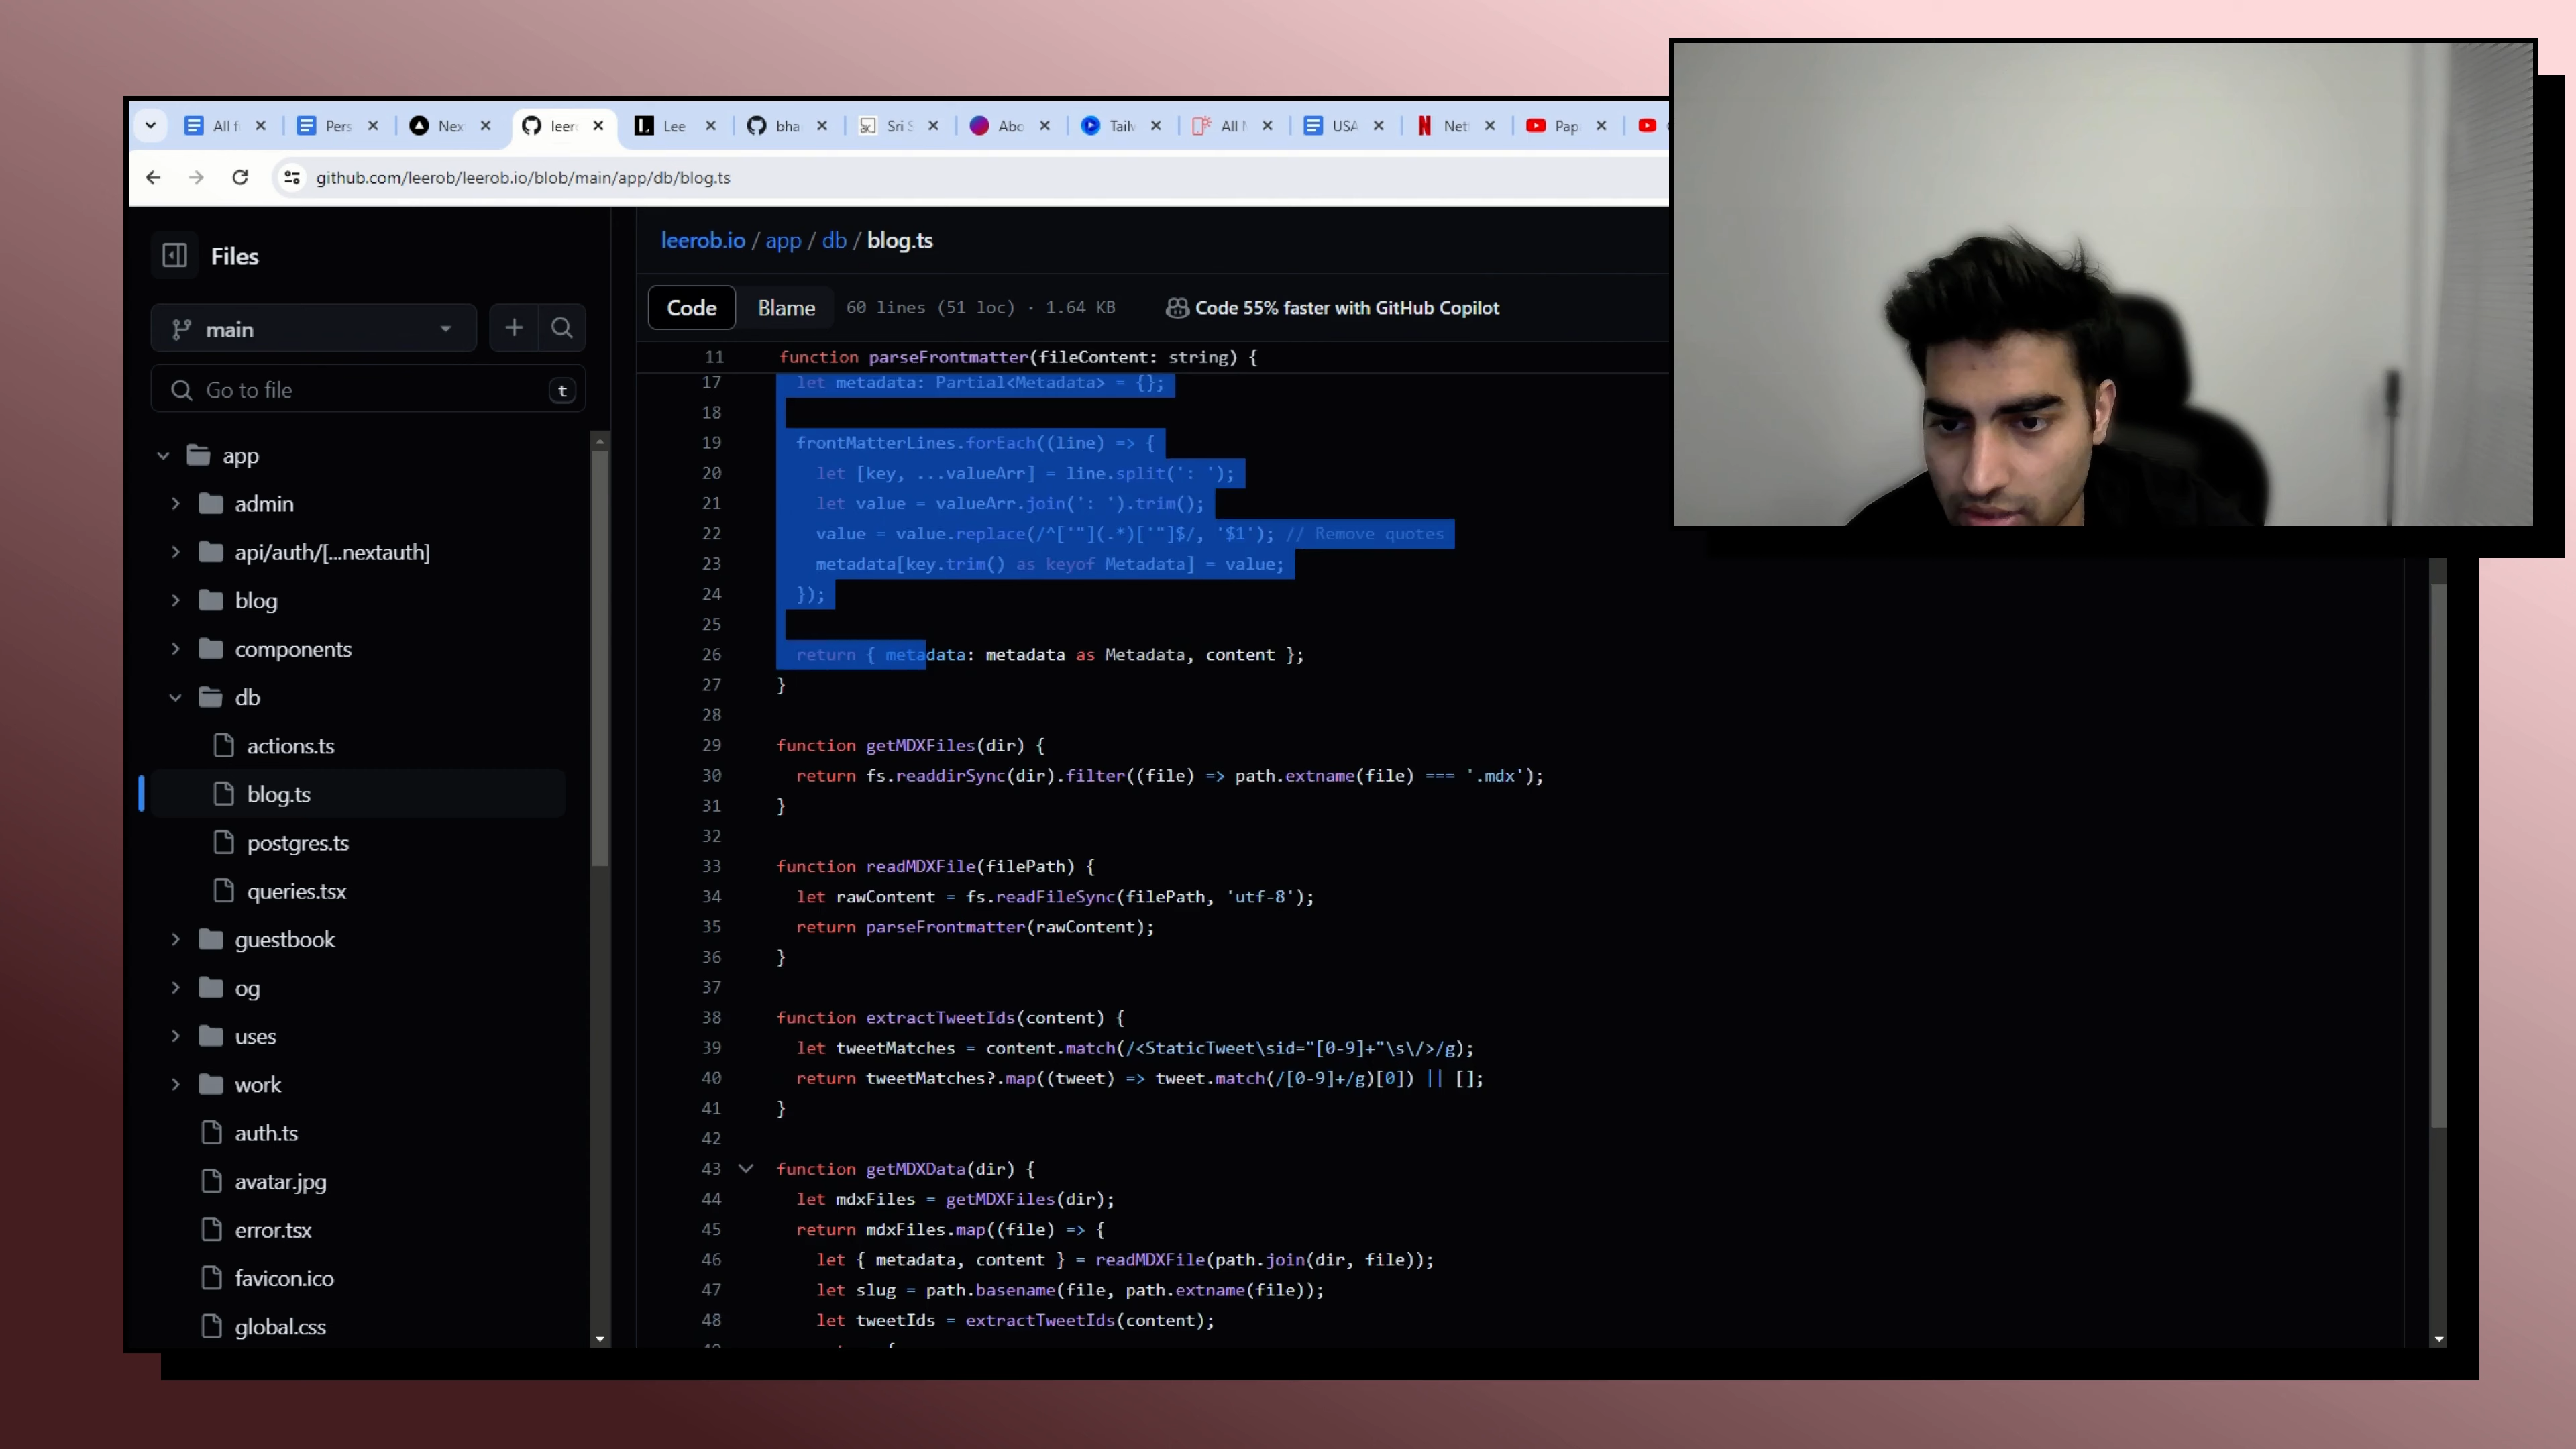 All f
Pers
Nex
leer
Lee
bha
Sri S
Abo
Tailv
All
USA
Net
Pap
github.com/leerob/leerob.io/blob/main/app/db/blog.ts
Files
main
Go to file
t
app
admin
api/auth/[...nextauth]
blog
components
db
actions.ts
blog.ts
postgres.ts
queries.tsx
guestbook
og
uses
work
auth.ts
avatar.jpg
error.tsx
favicon.ico
global.css
leerob.io / app / db / blog.ts
Code Blame 60 lines (51 loc) · 1.64 KB Code 55% faster with GitHub Copilot
11 function parseFrontmatter(fileContent: string) {
17 let metadata: Partial<Metadata> = {};
18
19 frontMatterLines.forEach((line) => {
20 let [key, ...valueArr] = line.split(': ');
21 let value = valueArr.join(': ').trim();
22 value = value.replace(/^['"](.*)['"]$/, '$1'); // Remove quotes
23 metadata[key.trim() as keyof Metadata] = value;
24 });
25
26 return { metadata: metadata as Metadata, content };
27 }
28
29 function getMDXFiles(dir) {
30 return fs.readdirSync(dir).filter((file) => path.extname(file) === '.mdx');
31 }
32
33 function readMDXFile(filePath) {
34 let rawContent = fs.readFileSync(filePath, 'utf-8');
35 return parseFrontmatter(rawContent);
36 }
37
38 function extractTweetIds(content) {
39 let tweetMatches = content.match(/<StaticTweet\sid="[0-9]+"\s\/>/g);
40 return tweetMatches?.map((tweet) => tweet.match(/[0-9]+/g)[0]) || [];
41 }
42
43 function getMDXData(dir) {
44 let mdxFiles = getMDXFiles(dir);
45 return mdxFiles.map((file) => {
46 let { metadata, content } = readMDXFile(path.join(dir, file));
47 let slug = path.basename(file, path.extname(file));
48 let tweetIds = extractTweetIds(content);